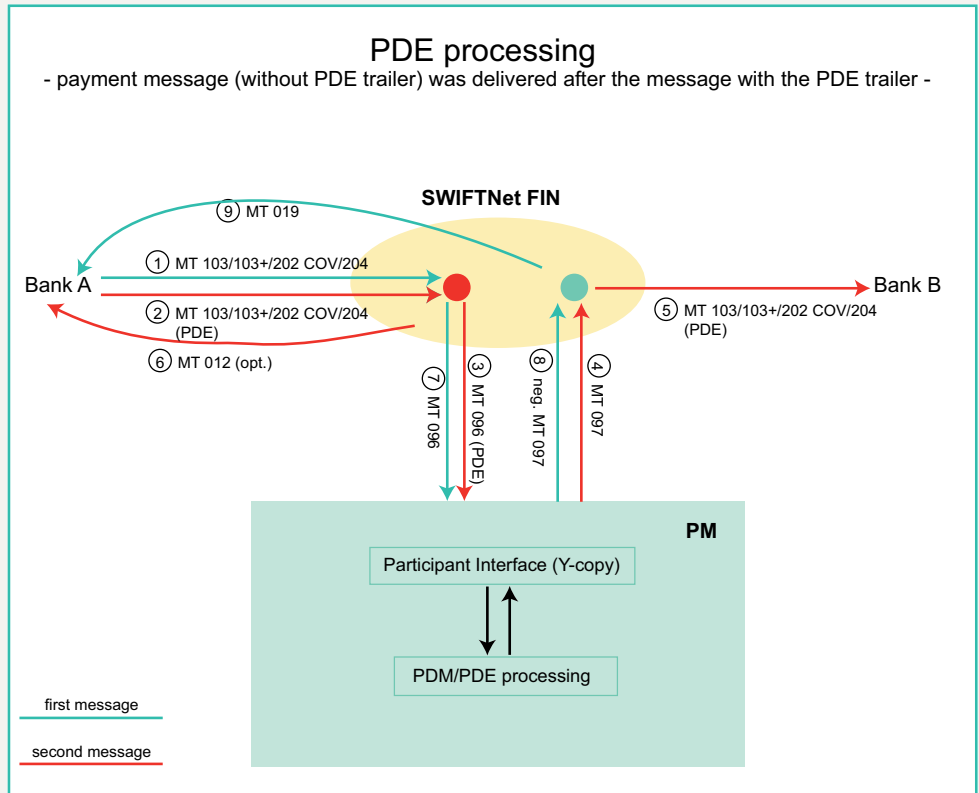 PDE processing
- payment message (without PDE trailer) was delivered after the message with the PDE trailer -
SWIFTNet FIN
9 MT 019
1 MT 103/103+/202 COV/204
Bank A
Bank B
2 MT 103/103+/202 COV/204
(PDE)
5 MT 103/103+/202 COV/204
(PDE)
6 MT 012 (opt.)
7 MT 096
3 MT 096 (PDE)
8 neg. MT 097
4 MT 097
PM
Participant Interface (Y-copy)
PDM/PDE processing
first message
second message